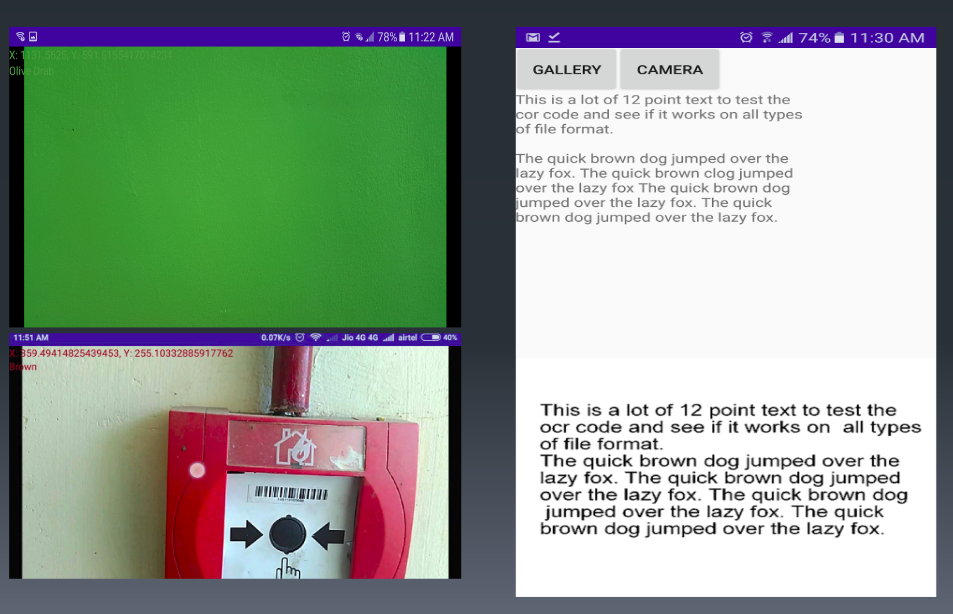 78% 11:22 AM
Olive Drab
11:51 AM 0.07K/s Jio 4G 4G airtel 40%
X: 359.49414825439453, Y: 255.10332885917762
Brown
74% 11:30 AM
GALLERY CAMERA
This is a lot of 12 point text to test the
cor code and see if it works on all types
of file format.
The quick brown dog jumped over the
lazy fox. The quick brown clog jumped
over the lazy fox The quick brown dog
jumped over the lazy fox. The quick
brown dog jumped over the lazy fox.
This is a lot of 12 point text to test the
ocr code and see if it works on all types
of file format.
The quick brown dog jumped over the
lazy fox. The quick brown dog jumped
over the lazy fox. The quick brown dog
jumped over the lazy fox. The quick
brown dog jumped over the lazy fox.